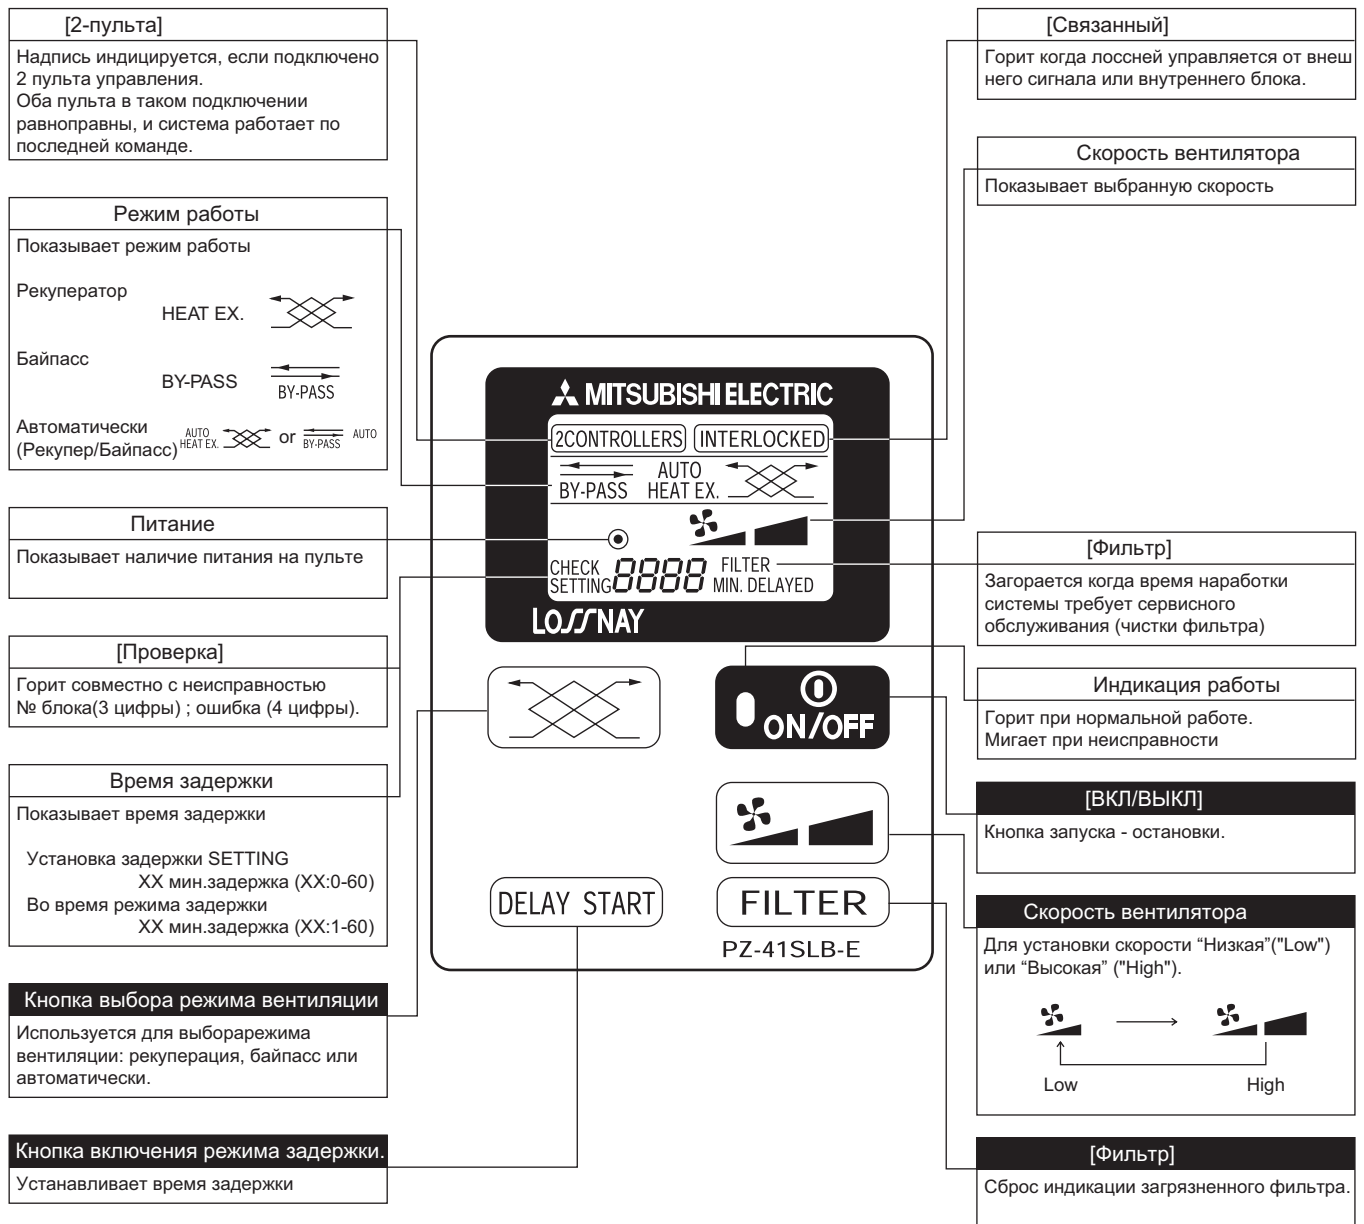 [2-пульта]
Надпись индицируется, если подключено
2 пульта управления.
Оба пульта в таком подключении
равноправны, и система работает по
последней команде.
Режим работы
Показывает режим работы
Рекуператор
HEAT EX.
Байпасс
BY-PASS
BY-PASS
Автоматически
(Рекупер/Байпасс)
AUTO
HEAT EX.
or
BY-PASS
AUTO
Питание
Показывает наличие питания на пульте
[Проверка]
Горит совместно с неисправностью
№ блока(3 цифры) ; ошибка (4 цифры).
Время задержки
Показывает время задержки
Установка задержки SETTING
XX мин.задержка (XX:0-60)
Во время режима задержки
XX мин.задержка (XX:1-60)
Кнопка выбора режима вентиляции
Используется для выборарежима
вентиляции: рекуперация, байпасс или
автоматически.
Кнопка включения режима задержки.
Устанавливает время задержки
MITSUBISHI ELECTRIC
2CONTROLLERS
INTERLOCKED
BY-PASS
AUTO
HEAT EX.
CHECK
SETTING
8888
FILTER
MIN. DELAYED
LOSSNAY
ON/OFF
DELAY START
FILTER
PZ-41SLB-E
[Связанный]
Горит когда лоссней управляется от внеш
него сигнала или внутреннего блока.
Скорость вентилятора
Показывает выбранную скорость
[Фильтр]
Загорается когда время наработки
системы требует сервисного
обслуживания (чистки фильтра)
Индикация работы
Горит при нормальной работе.
Мигает при неисправности
[ВКЛ/ВЫКЛ]
Кнопка запуска - остановки.
Скорость вентилятора
Для установки скорости “Низкая”("Low")
или “Высокая” ("High").
Low
High
[Фильтр]
Сброс индикации загрязненного фильтра.